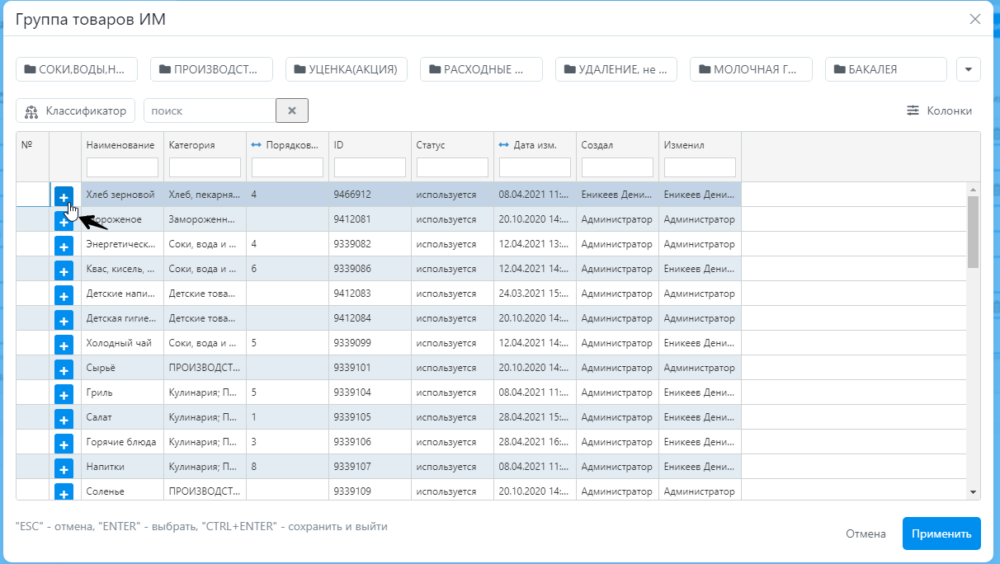 Группа товаров ИМ
СОКИ,ВОДЫ,Н... ПРОИЗВОДСТ... УЦЕНКА(АКЦИЯ) РАСХОДНЫЕ ... УДАЛЕНИЕ, не ... МОЛОЧНАЯ Г... БАКАЛЕЯ
Классификатор поиск Колонки
№ Наименование Категория Порядков... ID Статус Дата изм. Создал Изменил
Хлеб зерновой Хлеб, пекарня... 4 9466912 используется 08.04.2021 11:... Еникеев Дени... Еникеев Дени...
ороженое Замороженн... 9412081 используется 20.10.2020 14:... Администратор Администратор
Энергетическ... Соки, вода и ... 4 9339082 используется 12.04.2021 13:... Администратор Администратор
Квас, кисель, ... Соки, вода и ... 6 9339086 используется 12.04.2021 14:... Администратор Еникеев Дени...
Детские напи... Детские това... 9412083 используется 24.03.2021 15:... Администратор Администратор
Детская гигие... Детские това... 9412084 используется 20.10.2020 14:... Администратор Администратор
Холодный чай Соки, вода и ... 5 9339099 используется 12.04.2021 14:... Администратор Еникеев Дени...
Сырьё ПРОИЗВОДСТ... 9339101 используется 20.10.2020 14:... Администратор Администратор
Гриль Кулинария; П... 5 9339104 используется 08.04.2021 11:... Администратор Еникеев Дени...
Салат Кулинария; П... 1 9339105 используется 28.04.2021 15:... Администратор Еникеев Дени...
Горячие блюда Кулинария; П... 3 9339106 используется 28.04.2021 16:... Администратор Еникеев Дени...
Напитки Кулинария; П... 8 9339107 используется 08.04.2021 11:... Администратор Еникеев Дени...
Соленье ПРОИЗВОДСТ... 9339109 используется 20.10.2020 14:... Администратор Администратор
"ESC" - отмена, "ENTER" - выбрать, "CTRL+ENTER" - сохранить и выйти
Отмена Применить